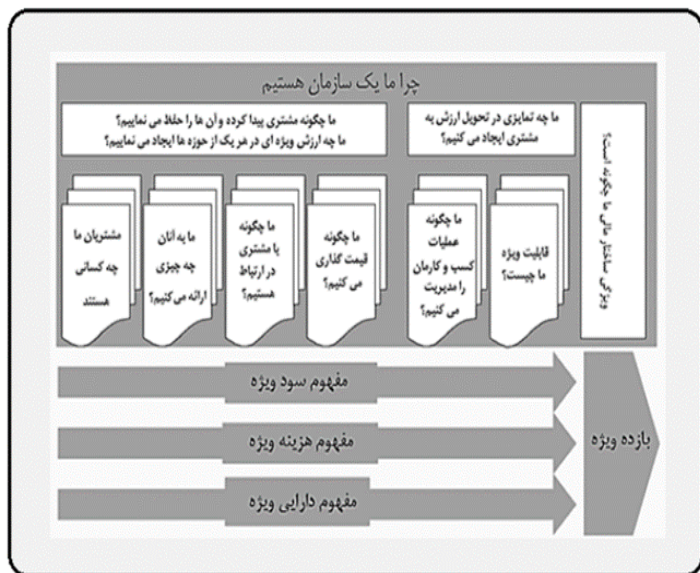 چرا ما یک سازمان هستیم
ما چگونه مشتری پیدا کرده و آن ها را حلفظ می نماییم؟
ما چه ارزش ویژه ای در هر یک از حوزه ها ایجاد می نماییم؟
ما چه تمایزی در تحویل ارزش به
مشتری ایجاد می کنیم؟
ویژگی ساختار مالی ما چگونه است؟
مشتریان ما
چه کسانی
هستند
ما به آنان
چه چیزی
ارائه می کنیم؟
ما چگونه
با مشتری
در ارتباط
هستیم؟
ما چگونه
قیمت گذاری
می کنیم؟
ما چگونه
عملیات
کسب و کارمان
را مدیریت
می کنیم؟
قابلیت ویژه
ما چیست؟
مفهوم سود ویژه
مفهوم هزینه ویژه
مفهوم دارایی ویژه
بازده ویژه